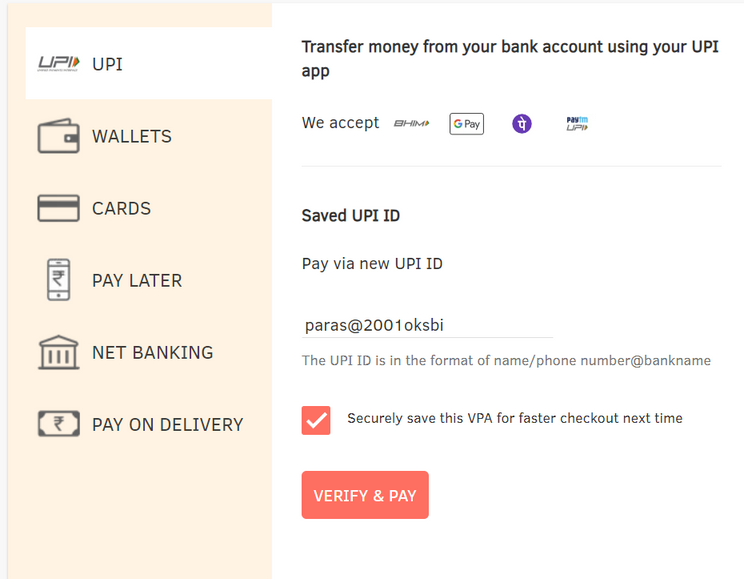 UPI
UPI
WALLETS
CARDS
PAY LATER
NET BANKING
PAY ON DELIVERY
Transfer money from your bank account using your UPI
app
We accept BHIM G Pay पे paytm UPI
Saved UPI ID
Pay via new UPI ID
paras@2001oksbi
The UPI ID is in the format of name/phone number@bankname
Securely save this VPA for faster checkout next time
VERIFY & PAY